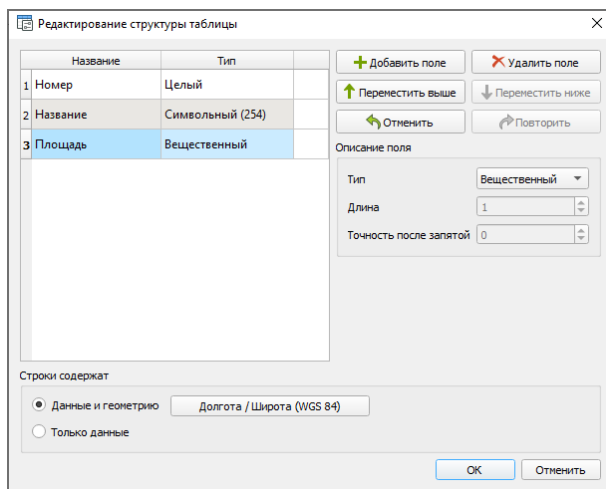 Редактирование структуры таблицы
Название Тип
1 Номер Целый
2 Название Символьный (254)
3 Площадь Вещественный
Добавить поле Удалить поле
Переместить выше Переместить ниже
Отменить Повторить
Описание поля
Тип Вещественный
Длина 1
Точность после запятой 0
Строки содержат
Данные и геометрию Долгота / Широта (WGS 84)
Только данные
OK Отменить